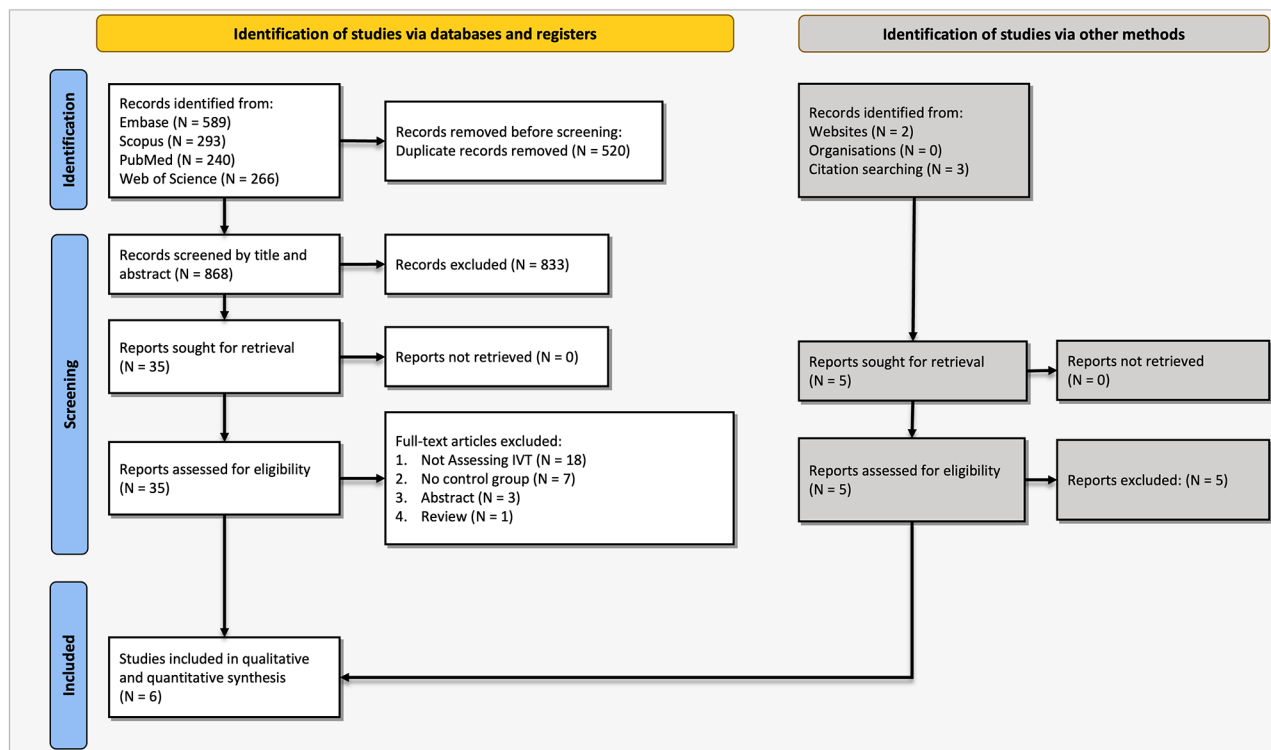 Identification of studies via databases and registers
Identification of studies via other methods
Identification
Records identified from:
Embase (N = 589)
Scopus (N = 293)
PubMed (N = 240)
Web of Science (N = 266)
Records removed before screening:
Duplicate records removed (N = 520)
Records identified from:
Websites (N = 2)
Organisations (N = 0)
Citation searching (N = 3)
Screening
Records screened by title and
abstract (N = 868)
Records excluded (N = 833)
Reports sought for retrieval
(N = 35)
Reports not retrieved (N = 0)
Reports sought for retrieval
(N = 5)
Reports not retrieved
(N = 0)
Reports assessed for eligibility
(N = 35)
Full-text articles excluded:
1. Not Assessing IVT (N = 18)
2. No control group (N = 7)
3. Abstract (N = 3)
4. Review (N = 1)
Reports assessed for eligibility
(N = 5)
Reports excluded: (N = 5)
Included
Studies included in qualitative
and quantitative synthesis
(N = 6)